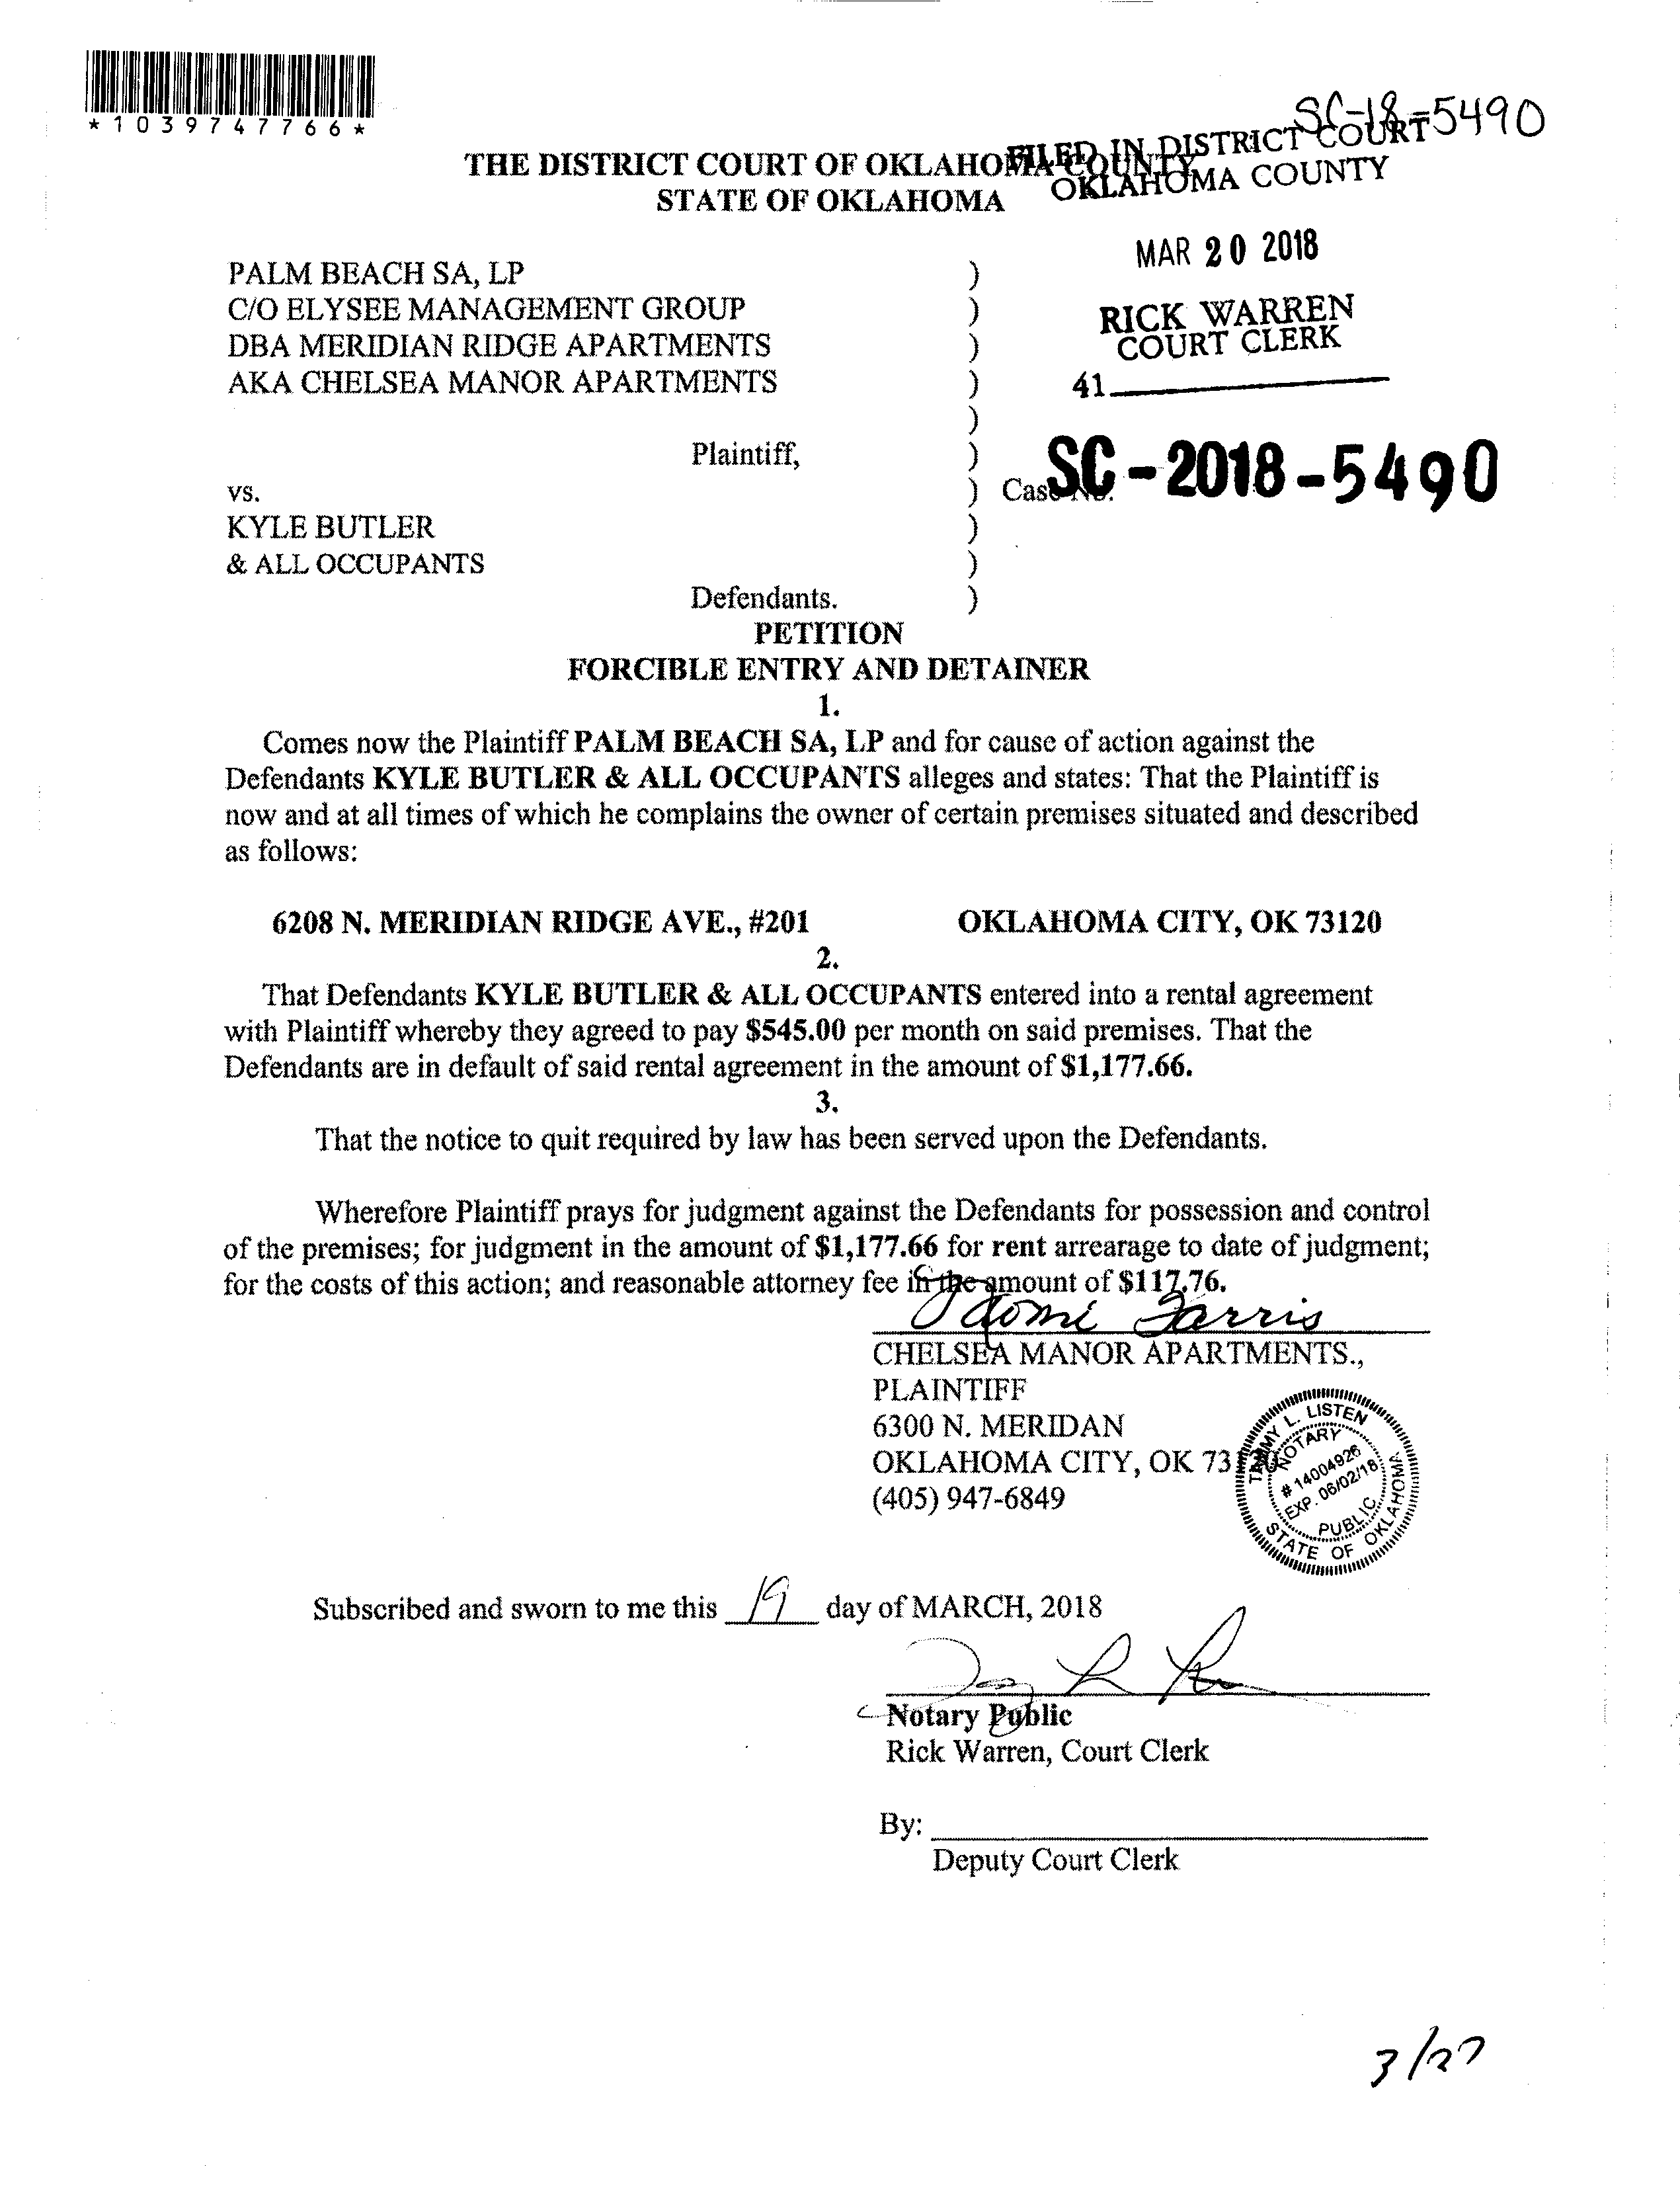 *1039747766*
SC-18-5490
FILED IN DISTRICT COURT
OKLAHOMA COUNTY
THE DISTRICT COURT OF OKLAHOMA COUNTY
STATE OF OKLAHOMA
MAR 20 2018
RICK WARREN
COURT CLERK
41
PALM BEACH SA, LP )
C/O ELYSEE MANAGEMENT GROUP )
DBA MERIDIAN RIDGE APARTMENTS )
AKA CHELSEA MANOR APARTMENTS )
)
Plaintiff, )
vs. ) Case No. SC-2018-5490
KYLE BUTLER )
& ALL OCCUPANTS )
Defendants. )
PETITION
FORCIBLE ENTRY AND DETAINER
1.
Comes now the Plaintiff PALM BEACH SA, LP and for cause of action against the
Defendants KYLE BUTLER & ALL OCCUPANTS alleges and states: That the Plaintiff is
now and at all times of which he complains the owner of certain premises situated and described
as follows:
6208 N. MERIDIAN RIDGE AVE., #201 OKLAHOMA CITY, OK 73120
2.
That Defendants KYLE BUTLER & ALL OCCUPANTS entered into a rental agreement
with Plaintiff whereby they agreed to pay $545.00 per month on said premises. That the
Defendants are in default of said rental agreement in the amount of $1,177.66.
3.
That the notice to quit required by law has been served upon the Defendants.
Wherefore Plaintiff prays for judgment against the Defendants for possession and control
of the premises; for judgment in the amount of $1,177.66 for rent arrearage to date of judgment;
for the costs of this action; and reasonable attorney fee in the amount of $117.76.
Farris
CHELSEA MANOR APARTMENTS.,
PLAINTIFF
6300 N. MERIDAN
OKLAHOMA CITY, OK 73
(405) 947-6849
TAMMY L. LISTEN
NOTARY
# 14004926
EXP. 06/02/18
PUBLIC
STATE OF OKLAHOMA
Subscribed and sworn to me this 19 day of MARCH, 2018
Notary Public
Rick Warren, Court Clerk
By:
Deputy Court Clerk
3/27